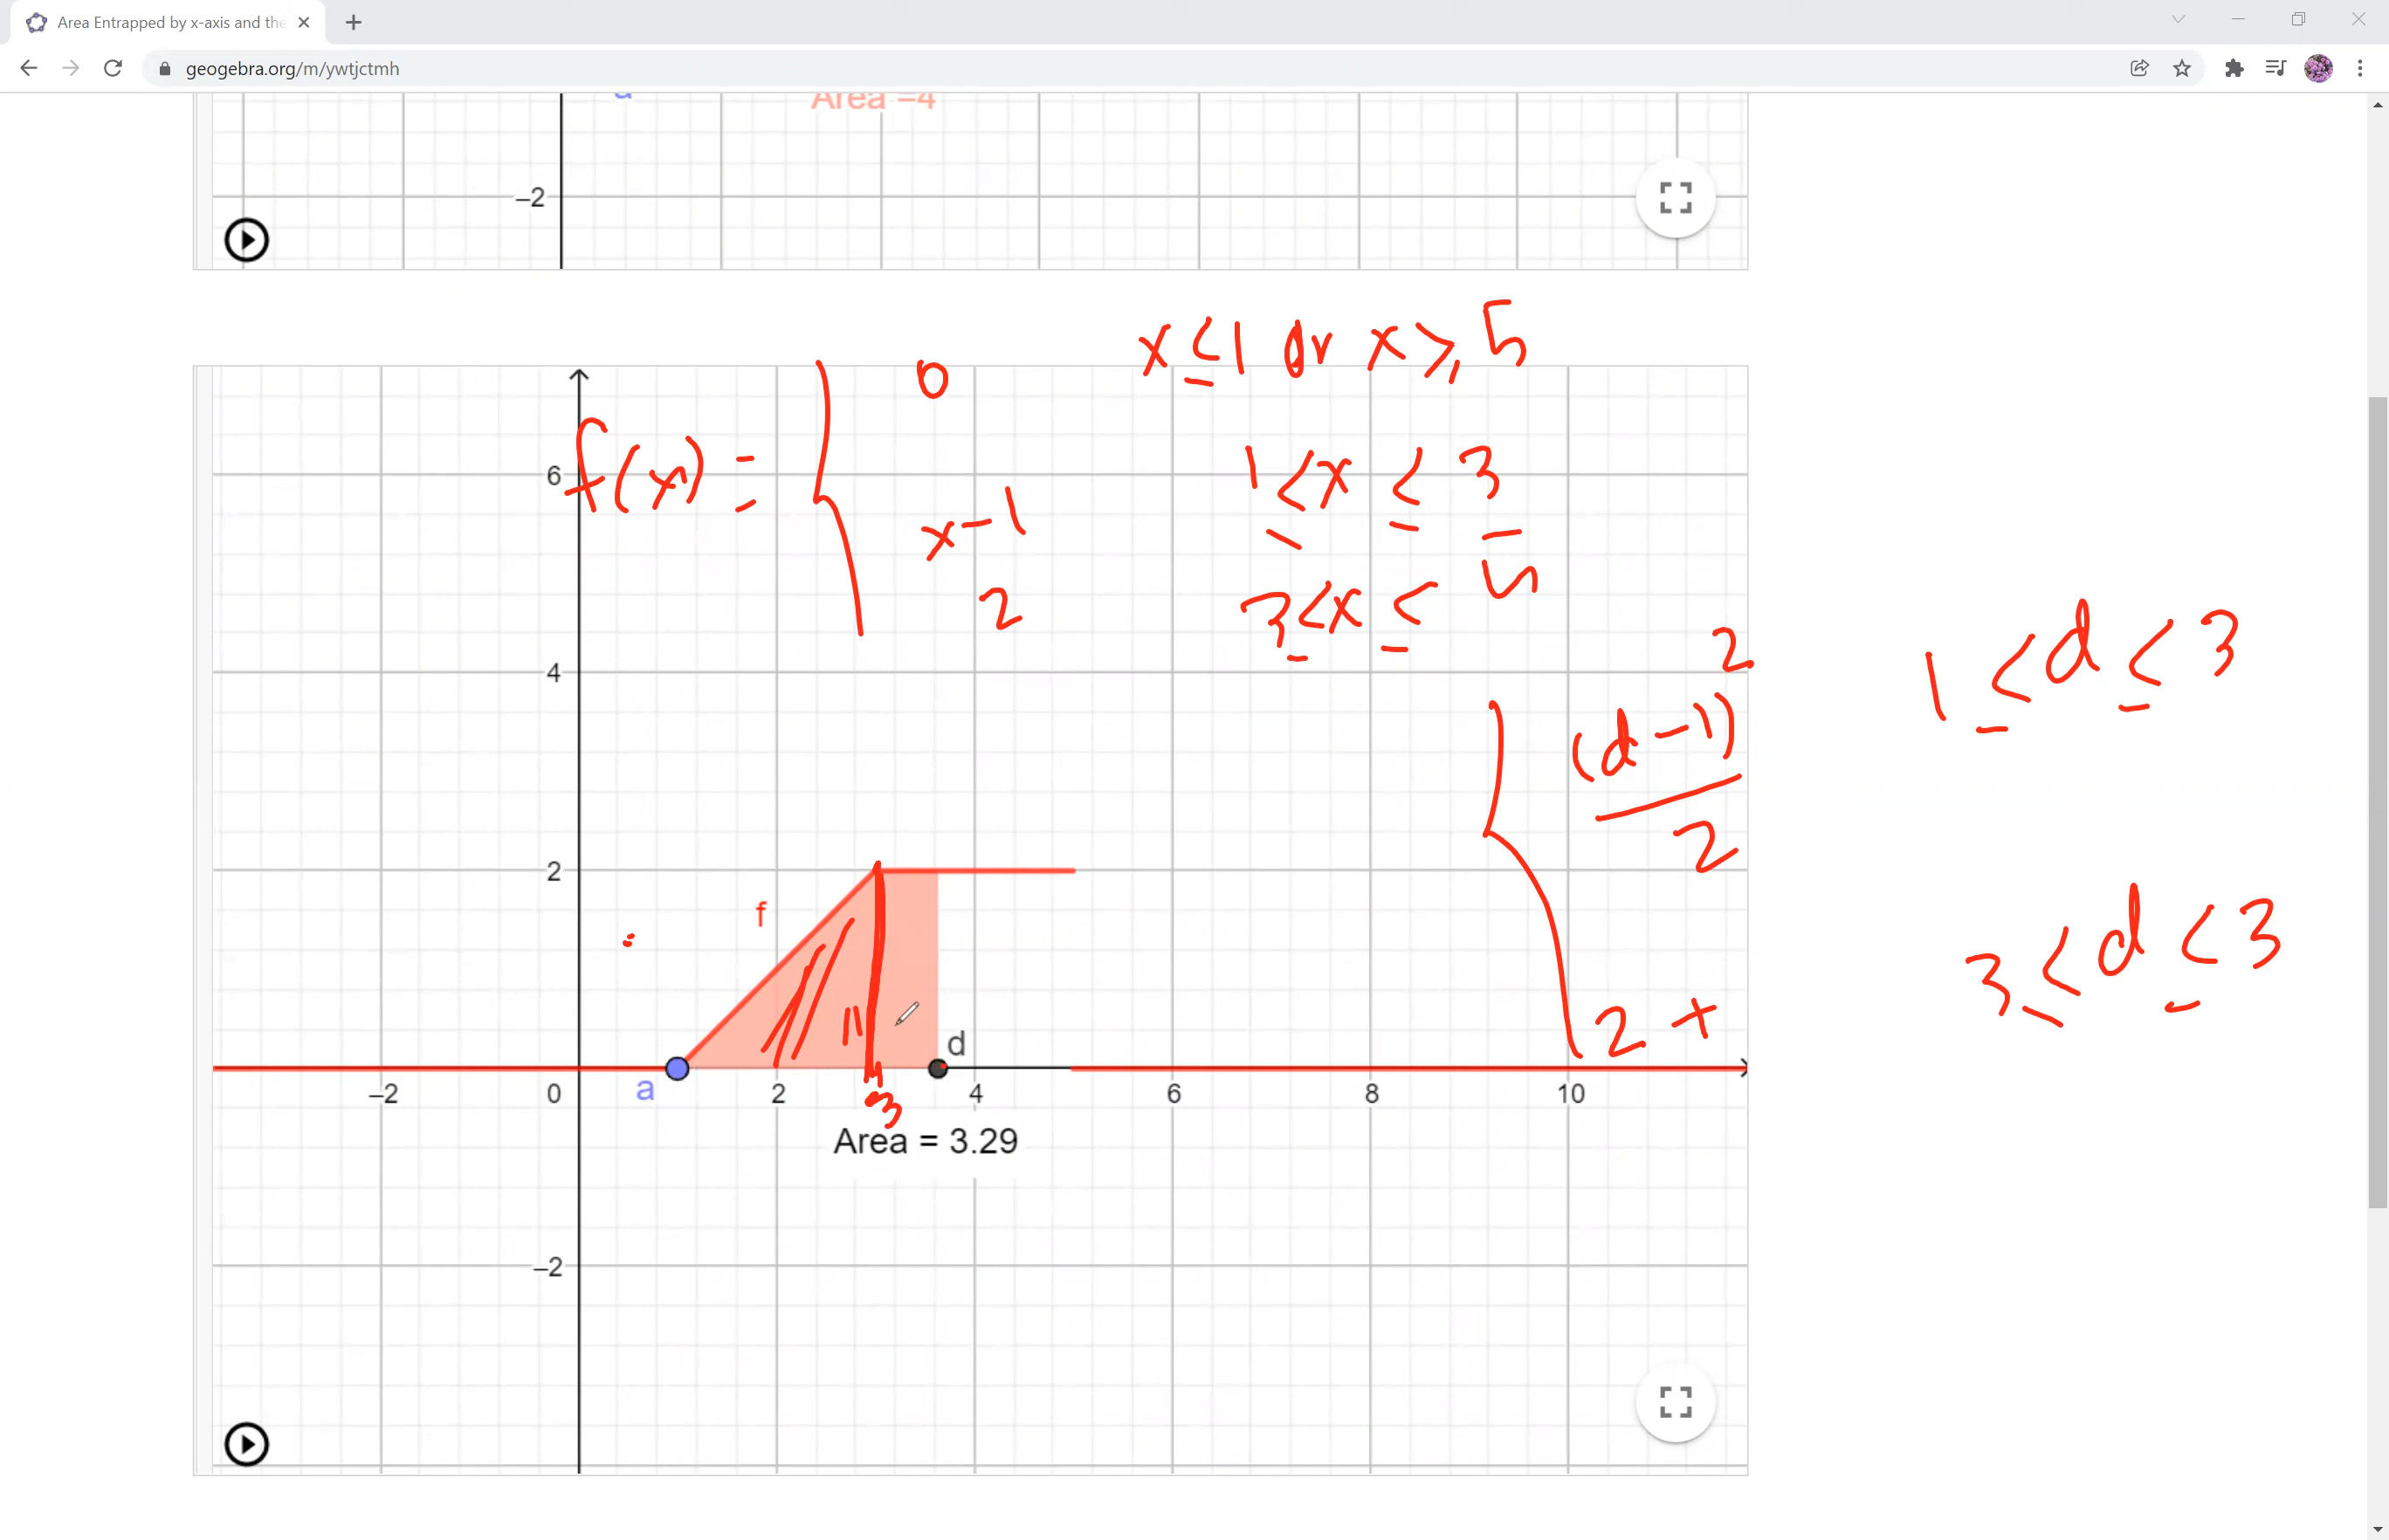 Area Entrapped by x-axis and the
geogebra.org/m/ywtjctmh
a
Area =4
−2
x ≤ 1 or x ≥ 5
0
f(x) =
1 ≤ x ≤ 3
x − 1
3 ≤ x ≤ 5
2
6
4
2
−2
(d − 1)²
2
1 ≤ d ≤ 3
2 +
3 ≤ d ≤ 3
f
d
a
−2
0
2
3
4
6
8
10
Area = 3.29